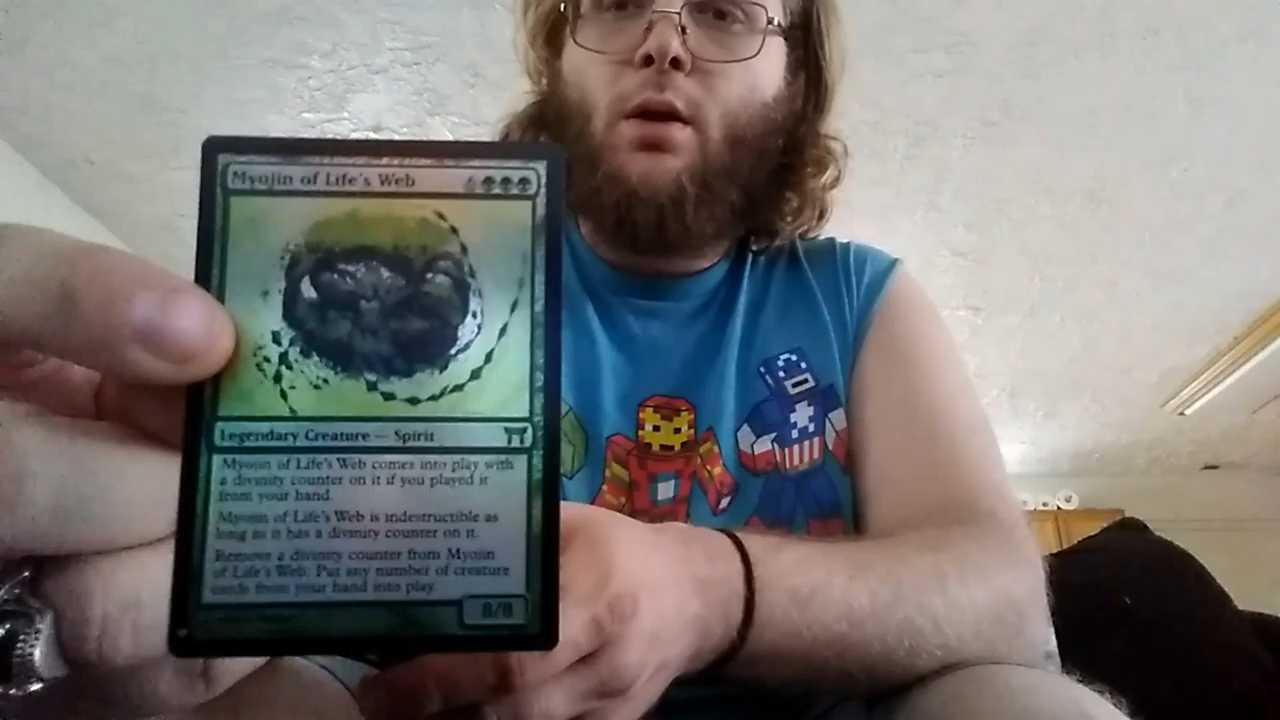 Myojin of Life's Web
Legendary Creature — Spirit
Myojin of Life's Web comes into play with
a divinity counter on it if you played it
from your hand.
Myojin of Life's Web is indestructible as
long as it has a divinity counter on it.
Remove a divinity counter from Myojin
of Life's Web: Put any number of creature
cards from your hand into play.
8/8